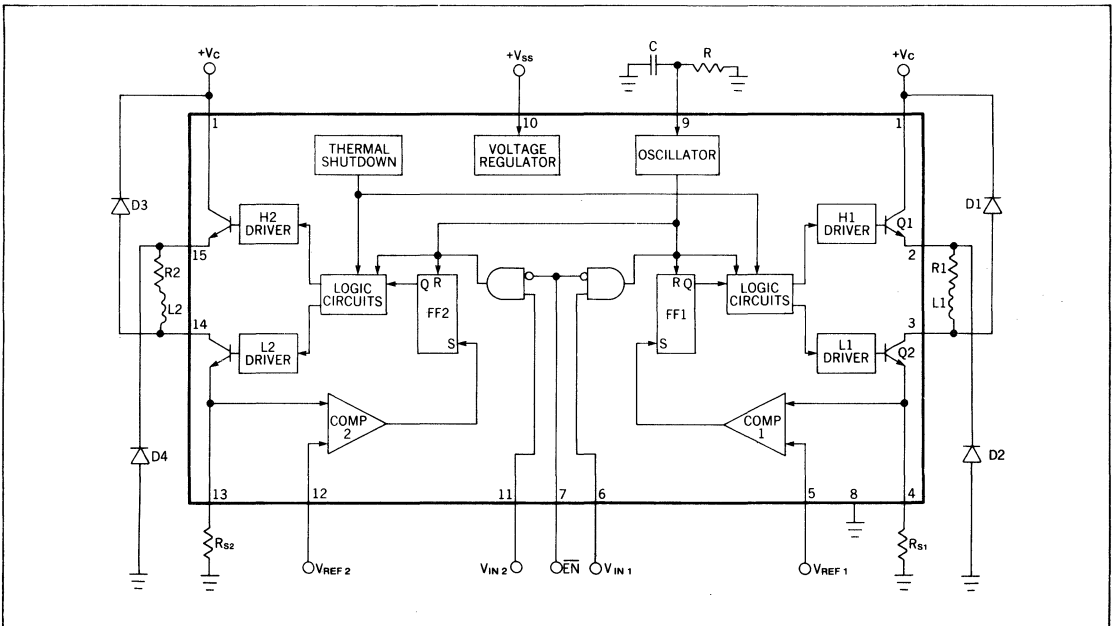 +VC
+VSS
C
R
+VC
1
10
9
1
THERMAL
SHUTDOWN
VOLTAGE
REGULATOR
OSCILLATOR
D3
H2
DRIVER
H1
DRIVER
Q1
D1
15
2
R2
L2
LOGIC
CIRCUITS
Q R
FF2
S
R Q
FF1
S
LOGIC
CIRCUITS
R1
L1
14
3
L2
DRIVER
L1
DRIVER
Q2
COMP
2
COMP
1
D4
D2
13
12
11
7
6
5
8
4
RS2
VREF 2
VIN 2
EN
VIN 1
VREF 1
RS1